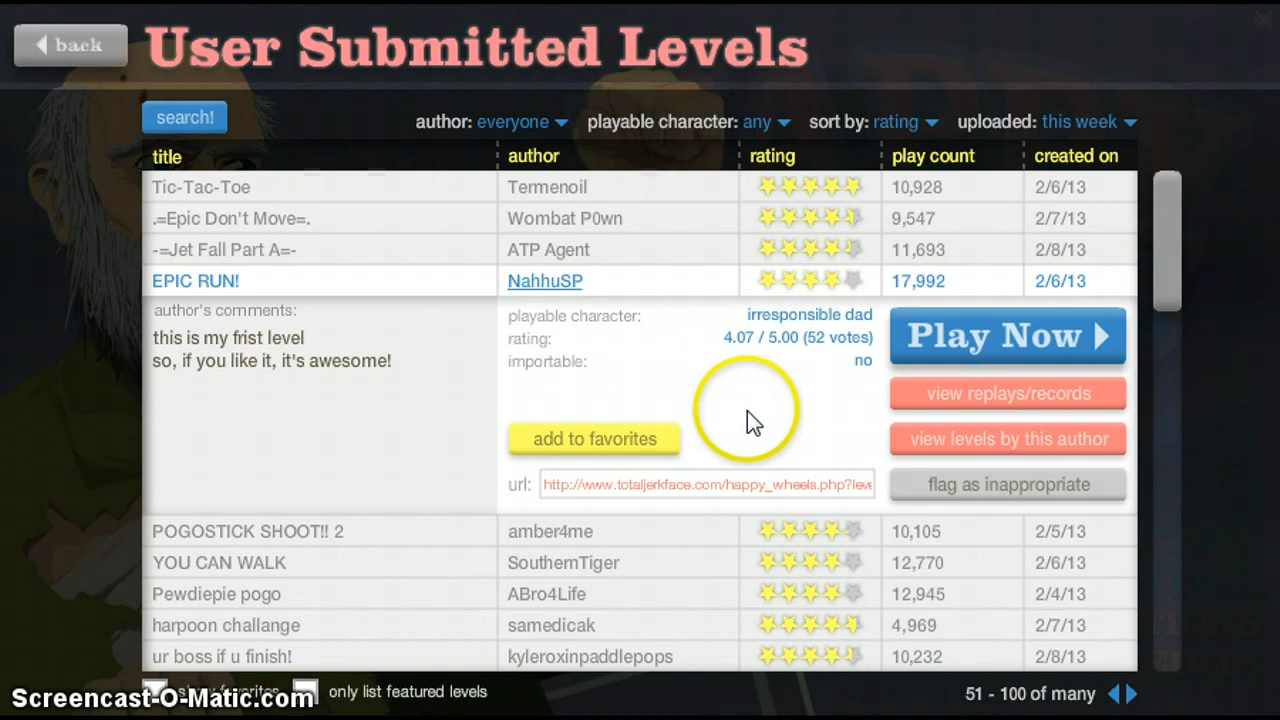 back
User Submitted Levels
search!
author: everyone playable character: any sort by: rating uploaded: this week
title author rating play count created on
Tic-Tac-Toe Termenoil 10,928 2/6/13
.=Epic Don't Move=. Wombat P0wn 9,547 2/7/13
-=Jet Fall Part A=- ATP Agent 11,693 2/8/13
EPIC RUN! NahhuSP 17,992 2/6/13
author's comments:
this is my frist level
so, if you like it, it's awesome!
playable character: irresponsible dad
rating: 4.07 / 5.00 (52 votes)
importable: no
add to favorites
url: http://www.totaljerkface.com/happy_wheels.php?leve
Play Now
view replays/records
view levels by this author
flag as inappropriate
POGOSTICK SHOOT!! 2 amber4me 10,105 2/5/13
YOU CAN WALK SouthernTiger 12,770 2/6/13
Pewdiepie pogo ABro4Life 12,945 2/4/13
harpoon challange samedicak 4,969 2/7/13
ur boss if u finish! kyleroxinpaddlepops 10,232 2/8/13
only list featured levels
51 - 100 of many
Screencast-O-Matic.com